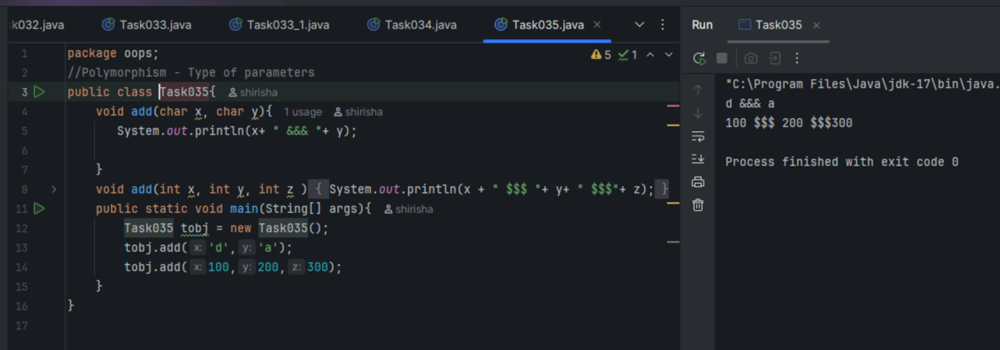 k032.java Task033.java Task033_1.java Task034.java Task035.java Run Task035
1 package oops; 5 1
2 //Polymorphism - Type of parameters
3 public class Task035{ shirisha
4 void add(char x, char y){ 1 usage shirisha
5 System.out.println(x+ " &&& "+ y);
6
7 }
8 void add(int x, int y, int z ) { System.out.println(x + " $$$ "+ y+ " $$$"+ z); }
11 public static void main(String[] args){ shirisha
12 Task035 tobj = new Task035();
13 tobj.add( x: 'd', y: 'a');
14 tobj.add( x: 100, y: 200, z: 300);
15 }
16 }
17
"C:\Program Files\Java\jdk-17\bin\java.
d &&& a
100 $$$ 200 $$$300
Process finished with exit code 0